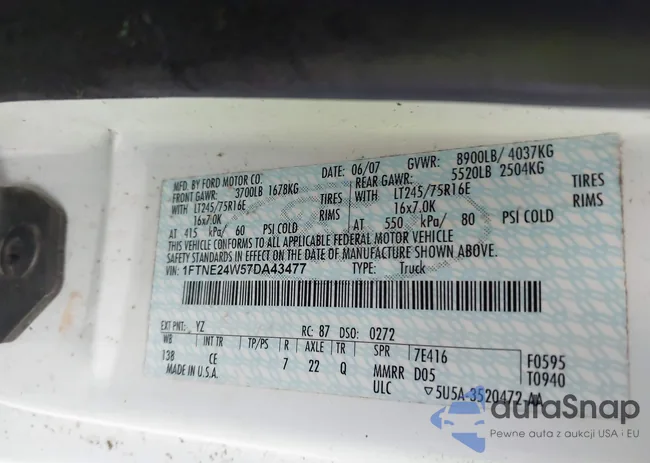 MFD. BY FORD MOTOR CO. DATE: 06/07 GVWR: 8900LB/ 4037KG
FRONT GAWR: 3700LB 1678KG REAR GAWR: 5520LB 2504KG
WITH LT245/75R16E TIRES WITH LT245/75R16E TIRES
16x7.0K RIMS 16x7.0K RIMS
AT 415 kPa/ 60 PSI COLD AT 550 kPa/ 80 PSI COLD
THIS VEHICLE CONFORMS TO ALL APPLICABLE FEDERAL MOTOR VEHICLE
SAFETY STANDARDS IN EFFECT ON THE DATE OF MANUFACTURE SHOWN ABOVE.
VIN: 1FTNE24W57DA43477 TYPE: Truck
EXT PNT: YZ RC: 87 DSO: 0272
WB INT TR TP/PS R AXLE TR SPR 7E416 F0595
138 CE 7 22 Q MMRR D05 T0940
MADE IN U.S.A. ULC ▽5U5A-3520472-AA
autaSnap
Pewne auta z aukcji USA i EU